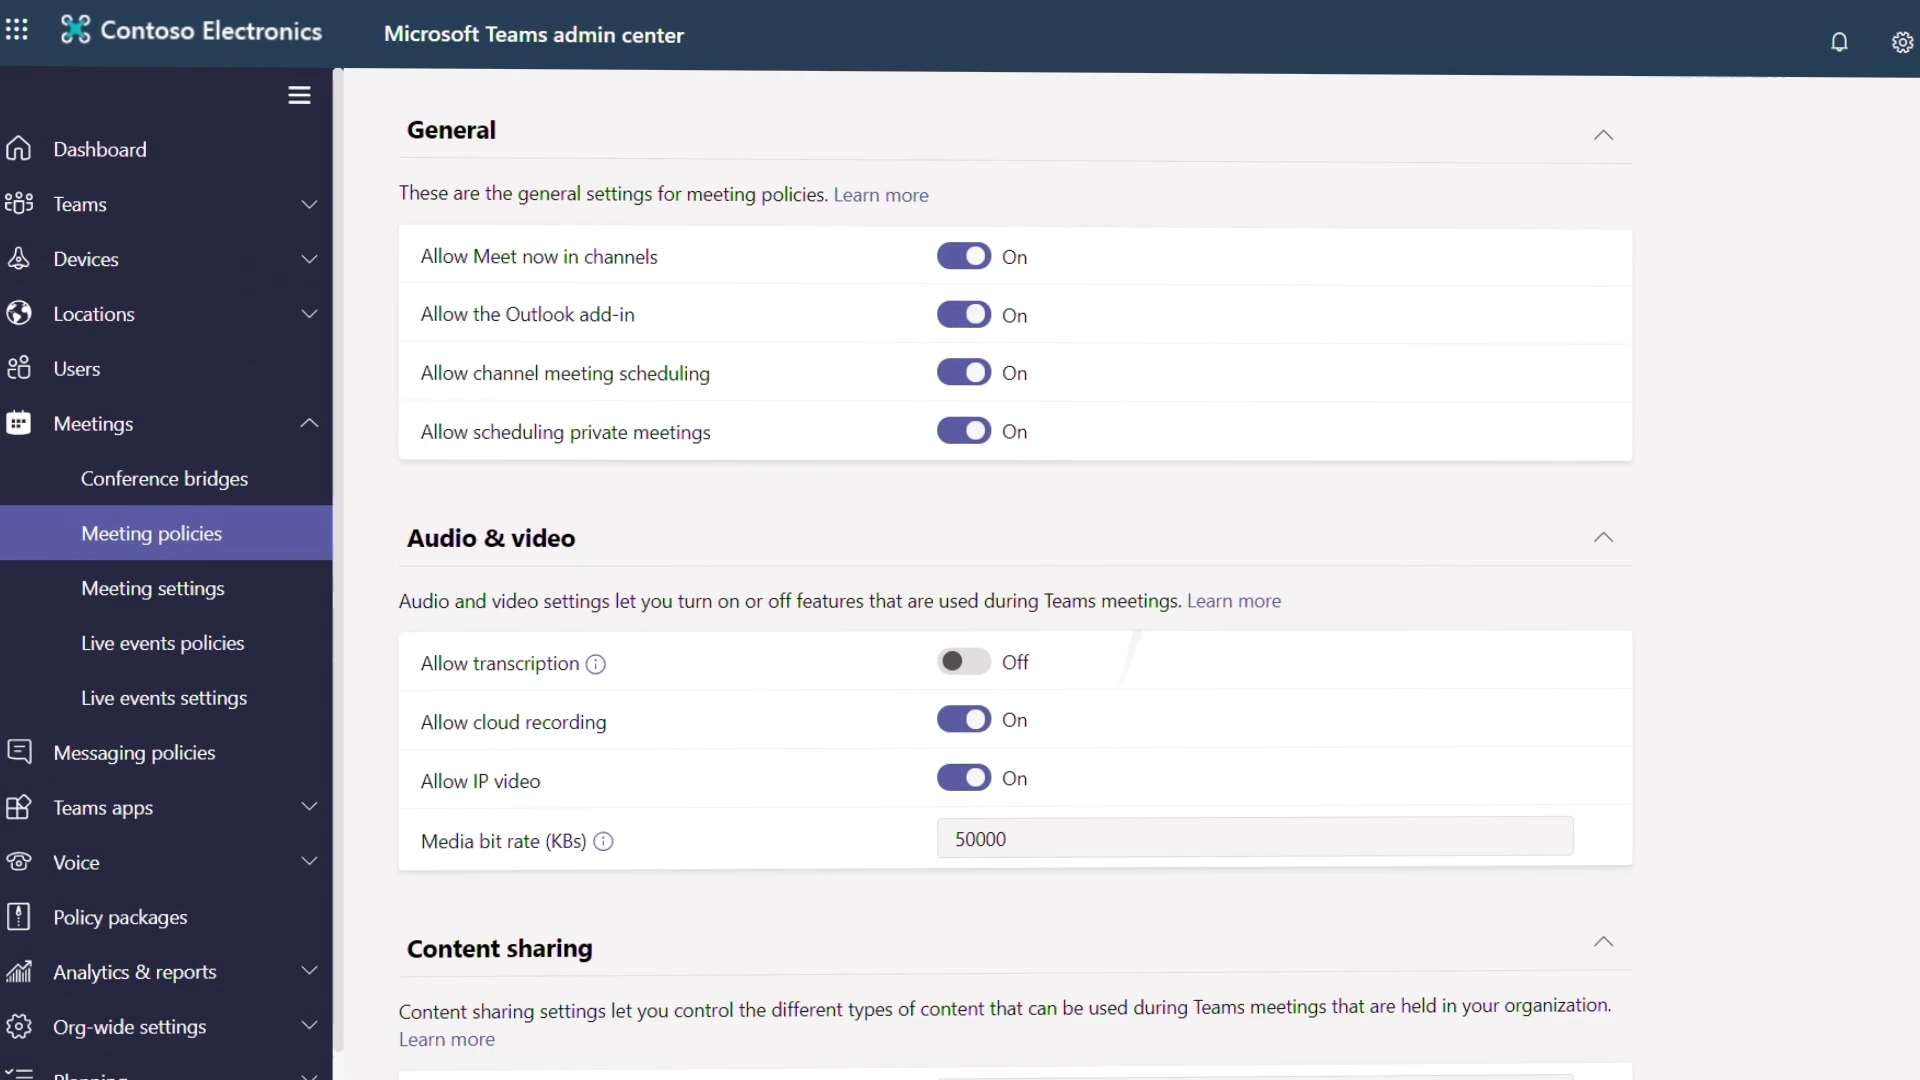 Contoso Electronics
Microsoft Teams admin center
Dashboard
Teams
Devices
Locations
Users
Meetings
Conference bridges
Meeting policies
Meeting settings
Live events policies
Live events settings
Messaging policies
Teams apps
Voice
Policy packages
Analytics & reports
Org-wide settings
Planning
General
These are the general settings for meeting policies. Learn more
Allow Meet now in channels On
Allow the Outlook add-in On
Allow channel meeting scheduling On
Allow scheduling private meetings On
Audio & video
Audio and video settings let you turn on or off features that are used during Teams meetings. Learn more
Allow transcription Off
Allow cloud recording On
Allow IP video On
Media bit rate (KBs) 50000
Content sharing
Content sharing settings let you control the different types of content that can be used during Teams meetings that are held in your organization.
Learn more